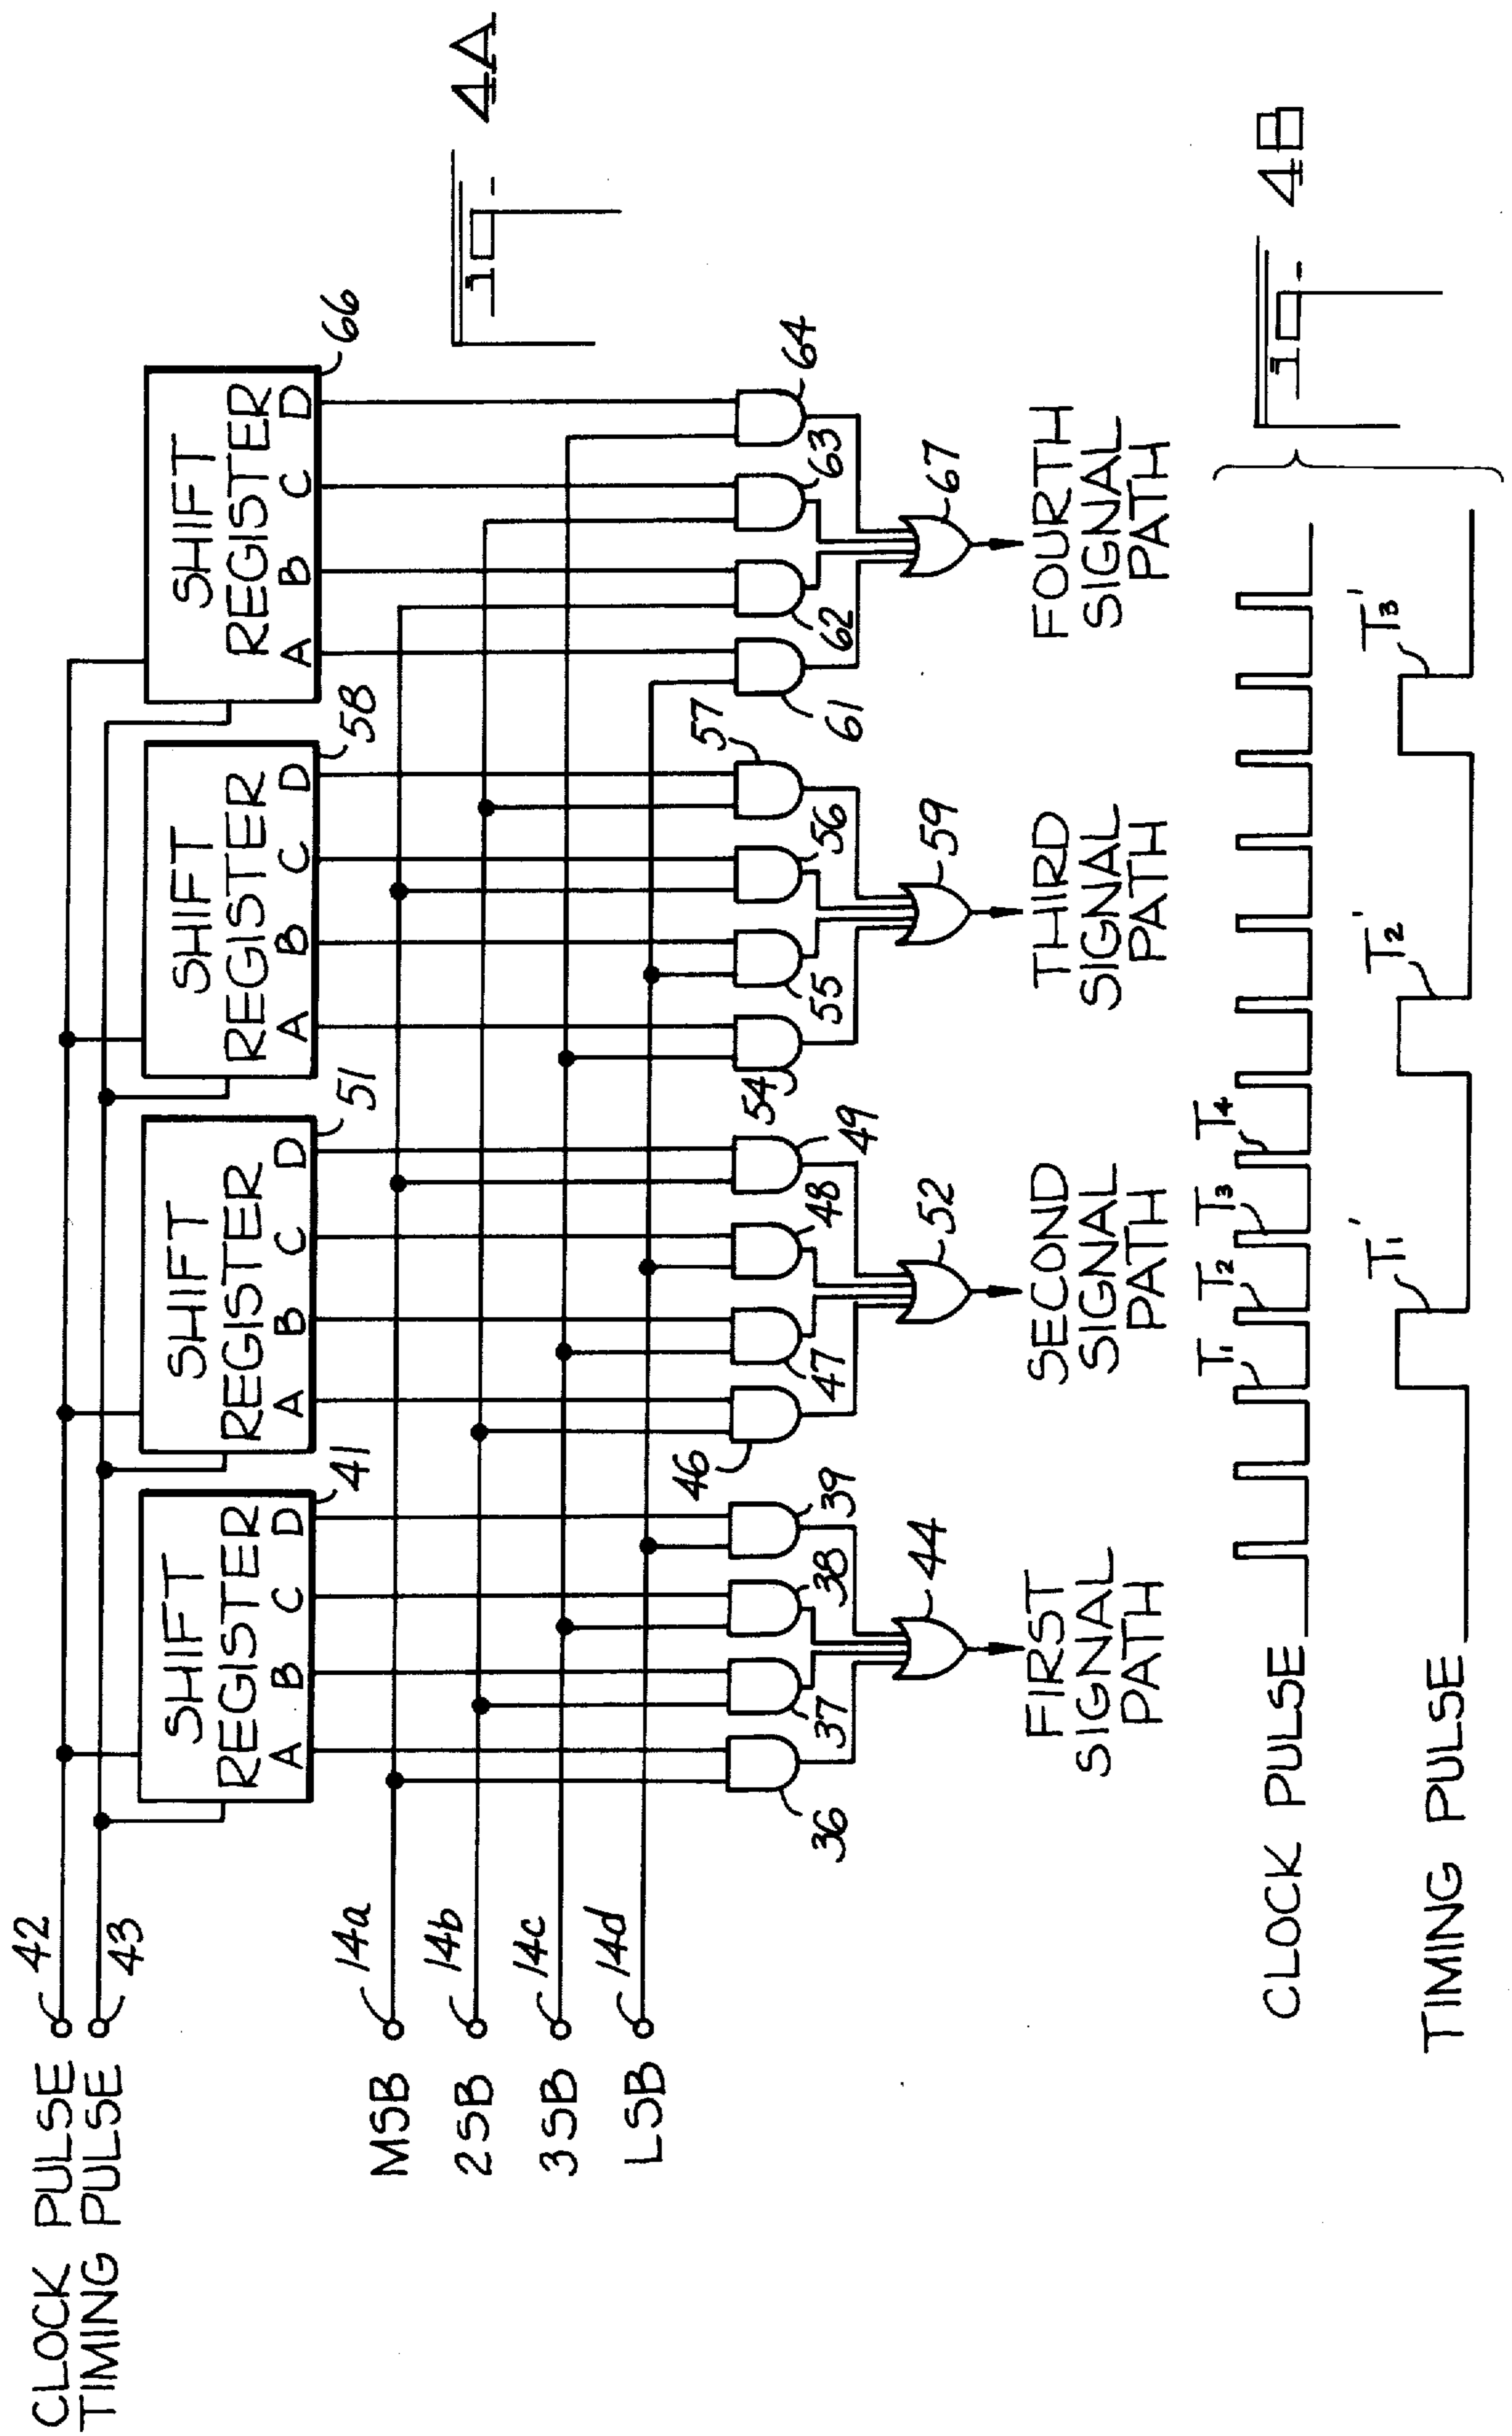 CLOCK PULSE 42
TIMING PULSE 43
SHIFT REGISTER
A B C D
41
SHIFT REGISTER
A B C D
51
SHIFT REGISTER
A B C D
58
SHIFT REGISTER
A B C D
66
MSB 14a
2SB 14b
3SB 14c
LSB 14d
36 37 38 39
46 47 48 49
54 55 56 57
61 62 63 64
44 52 59 67
FIRST
SIGNAL
PATH
SECOND
SIGNAL
PATH
THIRD
SIGNAL
PATH
FOURTH
SIGNAL
PATH
Fig-4A
CLOCK PULSE
T1 T2 T3 T4
TIMING PULSE
T1' T2' T3'
Fig-4B